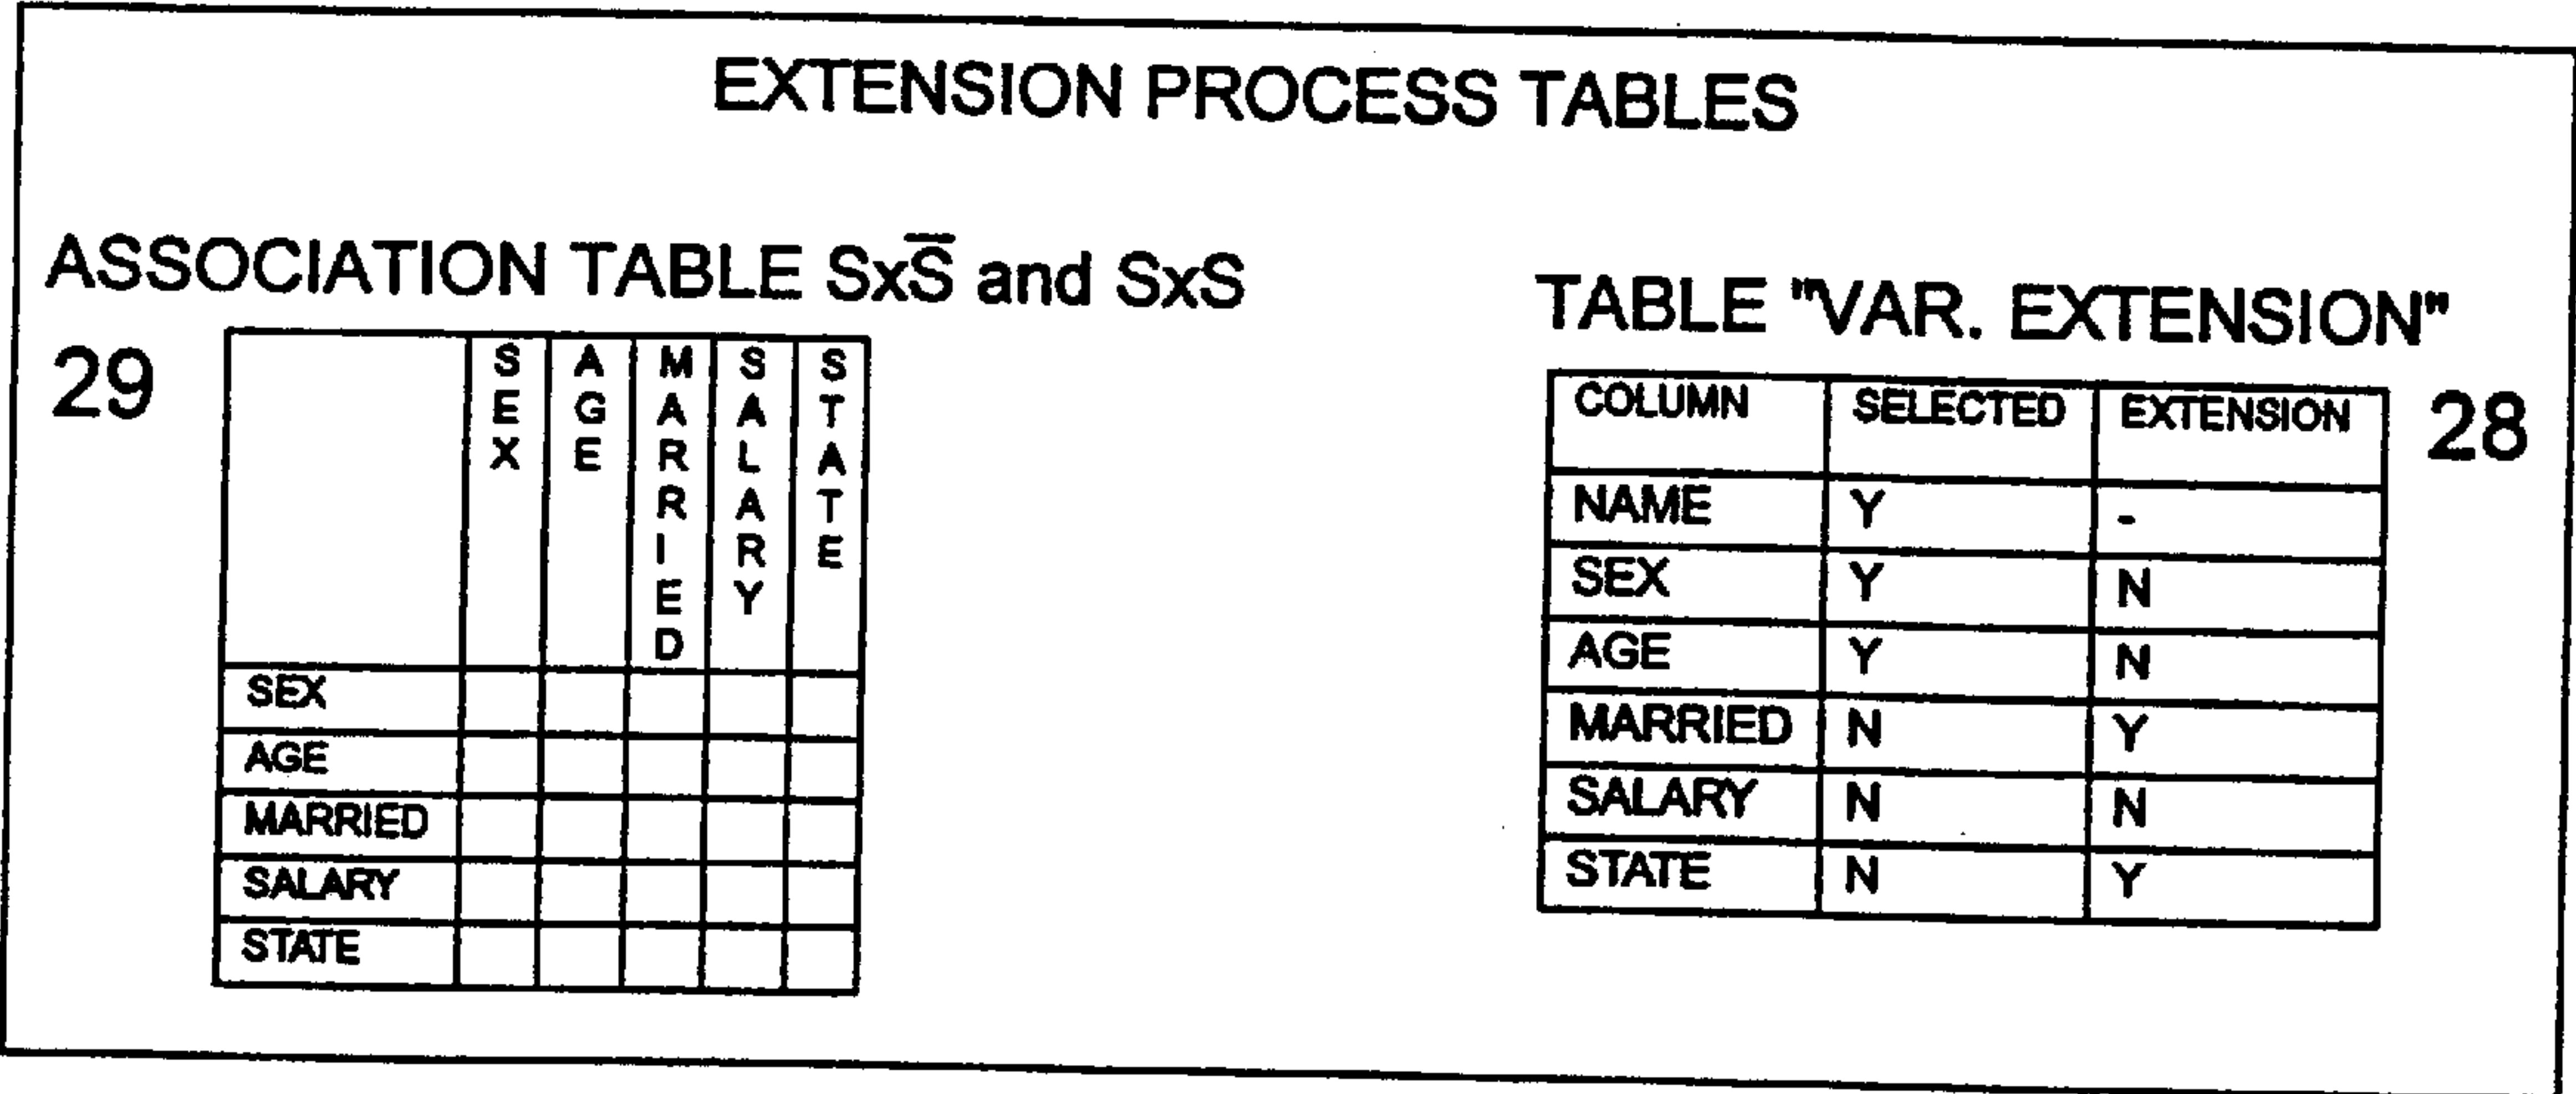 EXTENSION PROCESS TABLES
ASSOCIATION TABLE SxS̅ and SxS
29
SEX AGE MARRIED SALARY STATE
SEX
AGE
MARRIED
SALARY
STATE
TABLE "VAR. EXTENSION"
28
COLUMN SELECTED EXTENSION
NAME Y -
SEX Y N
AGE Y N
MARRIED N Y
SALARY N N
STATE N Y